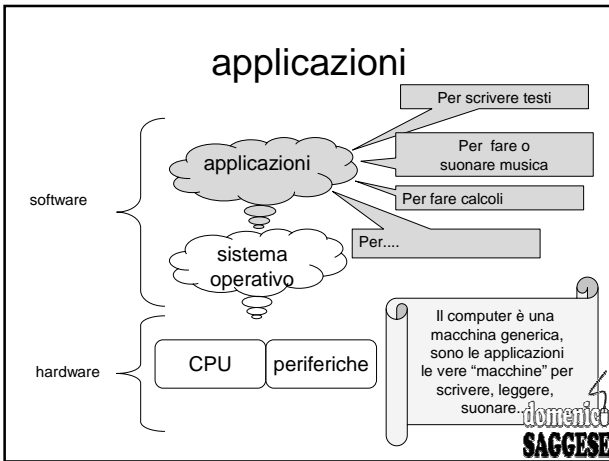 applicazioni
Per scrivere testi
Per fare o
suonare musica
Per fare calcoli
Per....
applicazioni
software
sistema
operativo
hardware
CPU
periferiche
Il computer è una
macchina generica,
sono le applicazioni
le vere “macchine” per
scrivere, leggere,
suonare...
SAGGESE